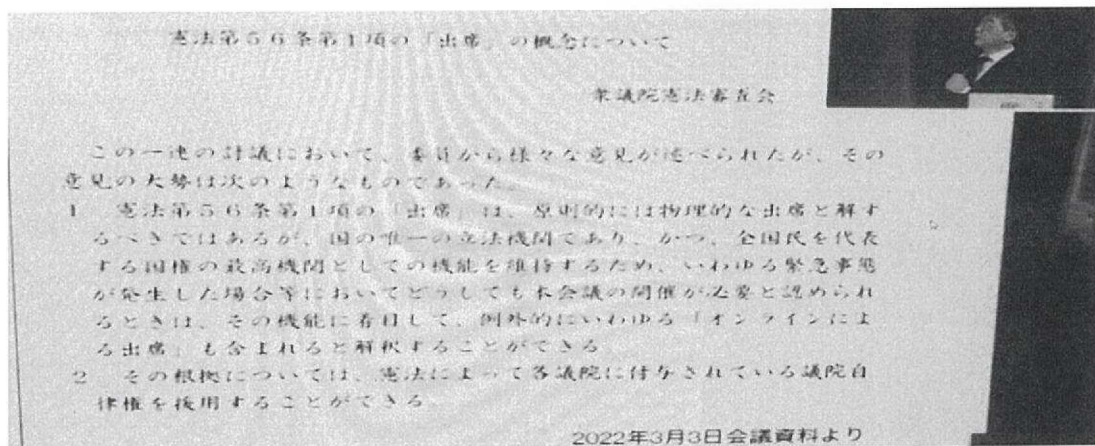 憲法第56条第1項の「出席」の概念について
衆議院憲法審査会
この一連の討議において、委員から様々な意見が述べられたが、その
意見の大勢は次のようなものであった。
1 憲法第56条第1項の「出席」は、原則的には物理的な出席と解す
るべきではあるが、国の唯一の立法機関であり、かつ、全国民を代表
する国権の最高機関としての機能を維持するため、いわゆる緊急事態
が発生した場合等においてどうしても本会議の開催が必要と認められ
るときは、その機能に着目して、例外的にいわゆる「オンラインによ
る出席」も含まれると解釈することができる
2 その根拠については、憲法によって各議院に付与されている議院自
律権を援用することができる
2022年3月3日会議資料より